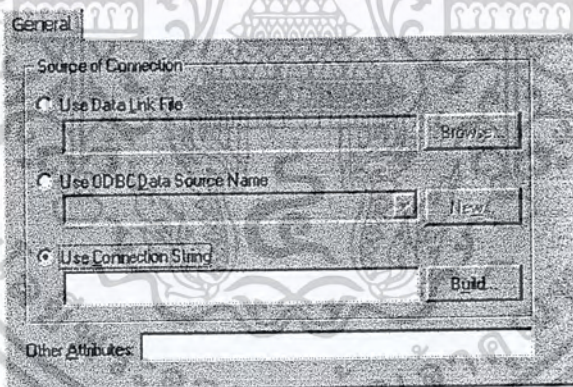 General
Source of Connection
Use Data Link File
Browse...
Use ODBC Data Source Name
New...
Use Connection String
Build...
Other Attributes: